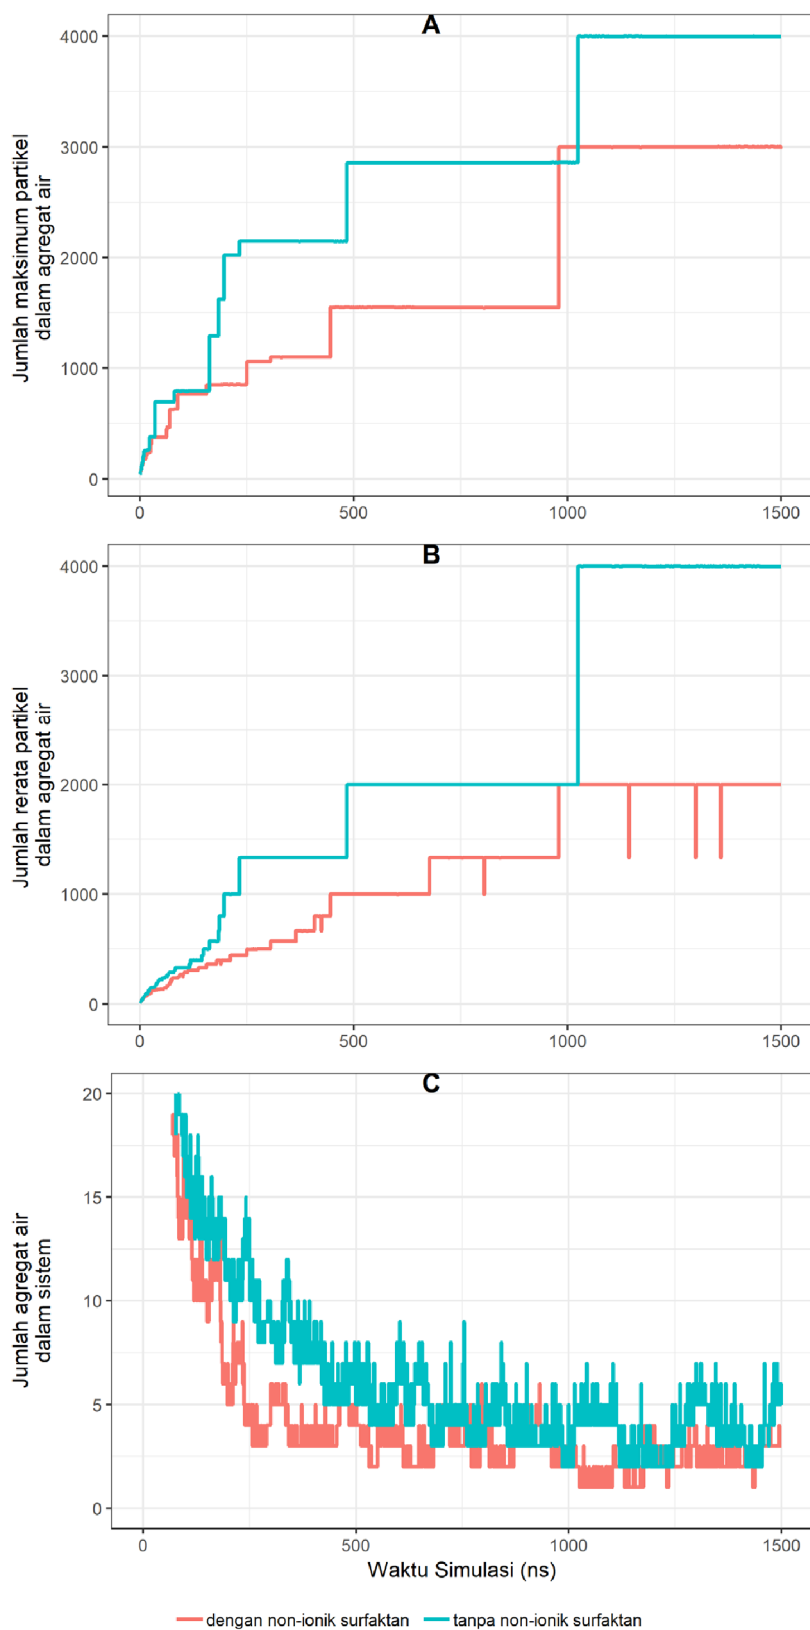 A
4000
3000
2000
1000
0
Jumlah maksimum partikel
dalam agregat air
0 500 1000 1500
B
4000
3000
2000
1000
0
Jumlah rerata partikel
dalam agregat air
0 500 1000 1500
C
20
15
10
5
0
Jumlah agregat air
dalam sistem
0 500 1000 1500
Waktu Simulasi (ns)
dengan non-ionik surfaktan tanpa non-ionik surfaktan